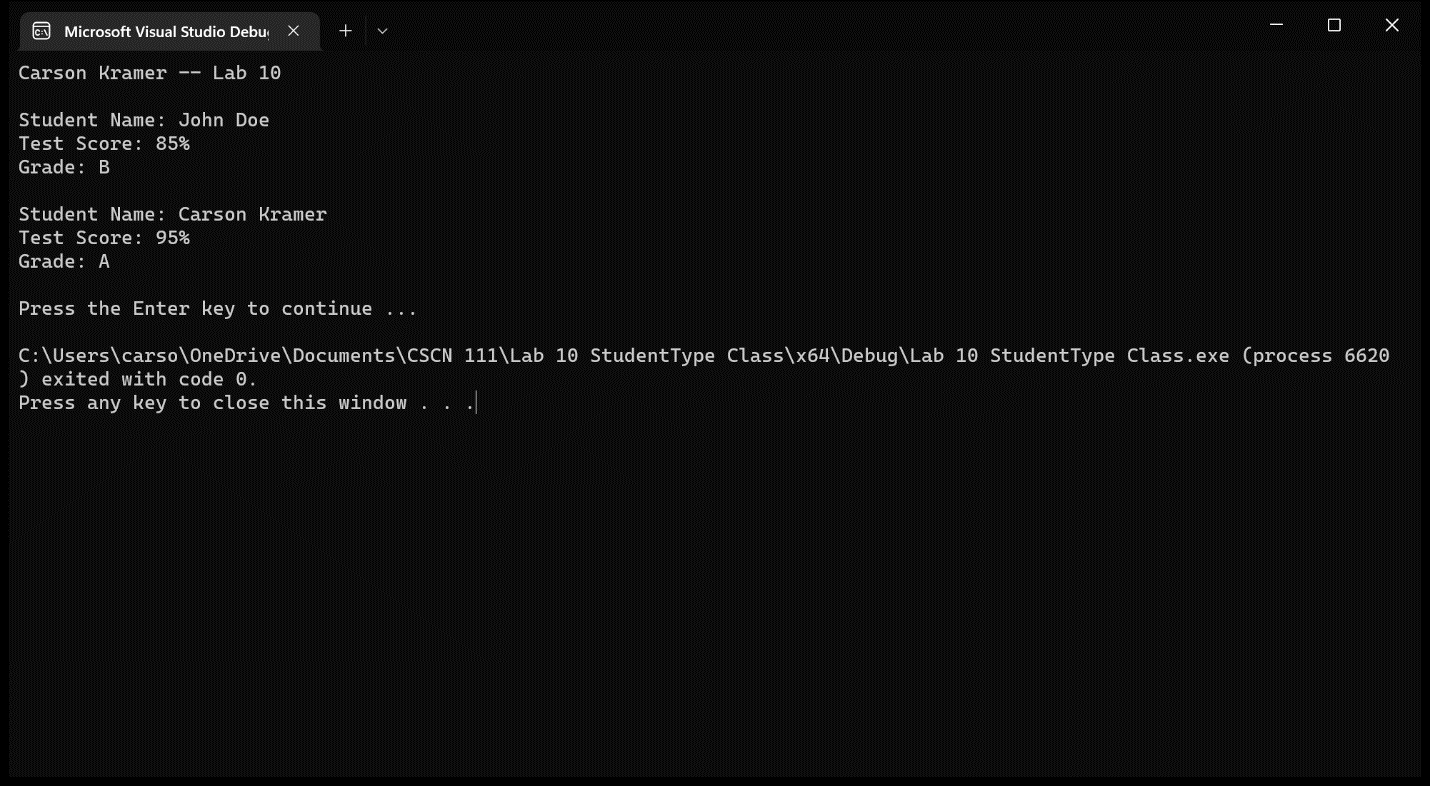 Microsoft Visual Studio Debu
Carson Kramer -- Lab 10
Student Name: John Doe
Test Score: 85%
Grade: B
Student Name: Carson Kramer
Test Score: 95%
Grade: A
Press the Enter key to continue ...
C:\Users\carso\OneDrive\Documents\CSCN 111\Lab 10 StudentType Class\x64\Debug\Lab 10 StudentType Class.exe (process 6620
) exited with code 0.
Press any key to close this window . . .